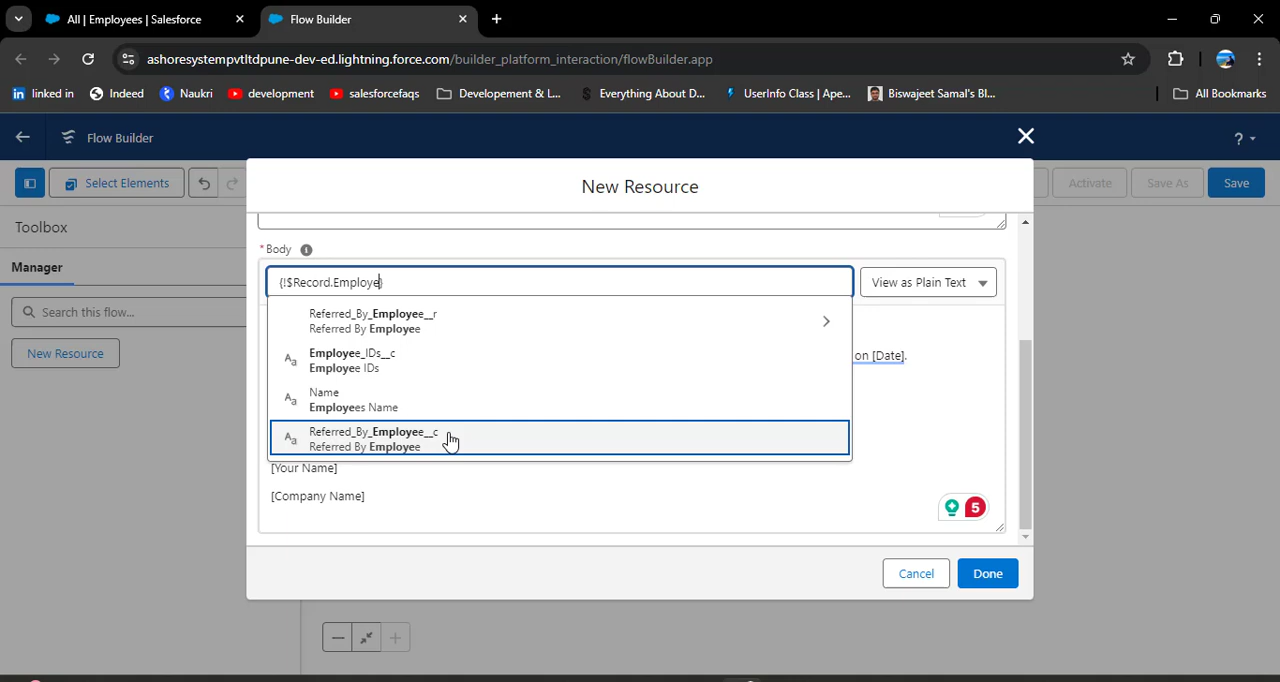 All | Employees | Salesforce
Flow Builder
ashoresystempvtltdpune-dev-ed.lightning.force.com/builder_platform_interaction/flowBuilder.app
linked in
Indeed
Naukri
development
salesforcefaqs
Developement & L...
Everything About D...
UserInfo Class | Ape...
Biswajeet Samal's Bl...
All Bookmarks
Flow Builder
?
Select Elements
Activate
Save As
Save
New Resource
Toolbox
Manager
Search this flow...
New Resource
*Body
{!$Record.Employe}
View as Plain Text
Referred_By_Employee__r
Referred By Employee
Employee_IDs__c
Employee IDs
on [Date].
Name
Employees Name
Referred_By_Employee__c
Referred By Employee
[Your Name]
[Company Name]
5
Cancel
Done